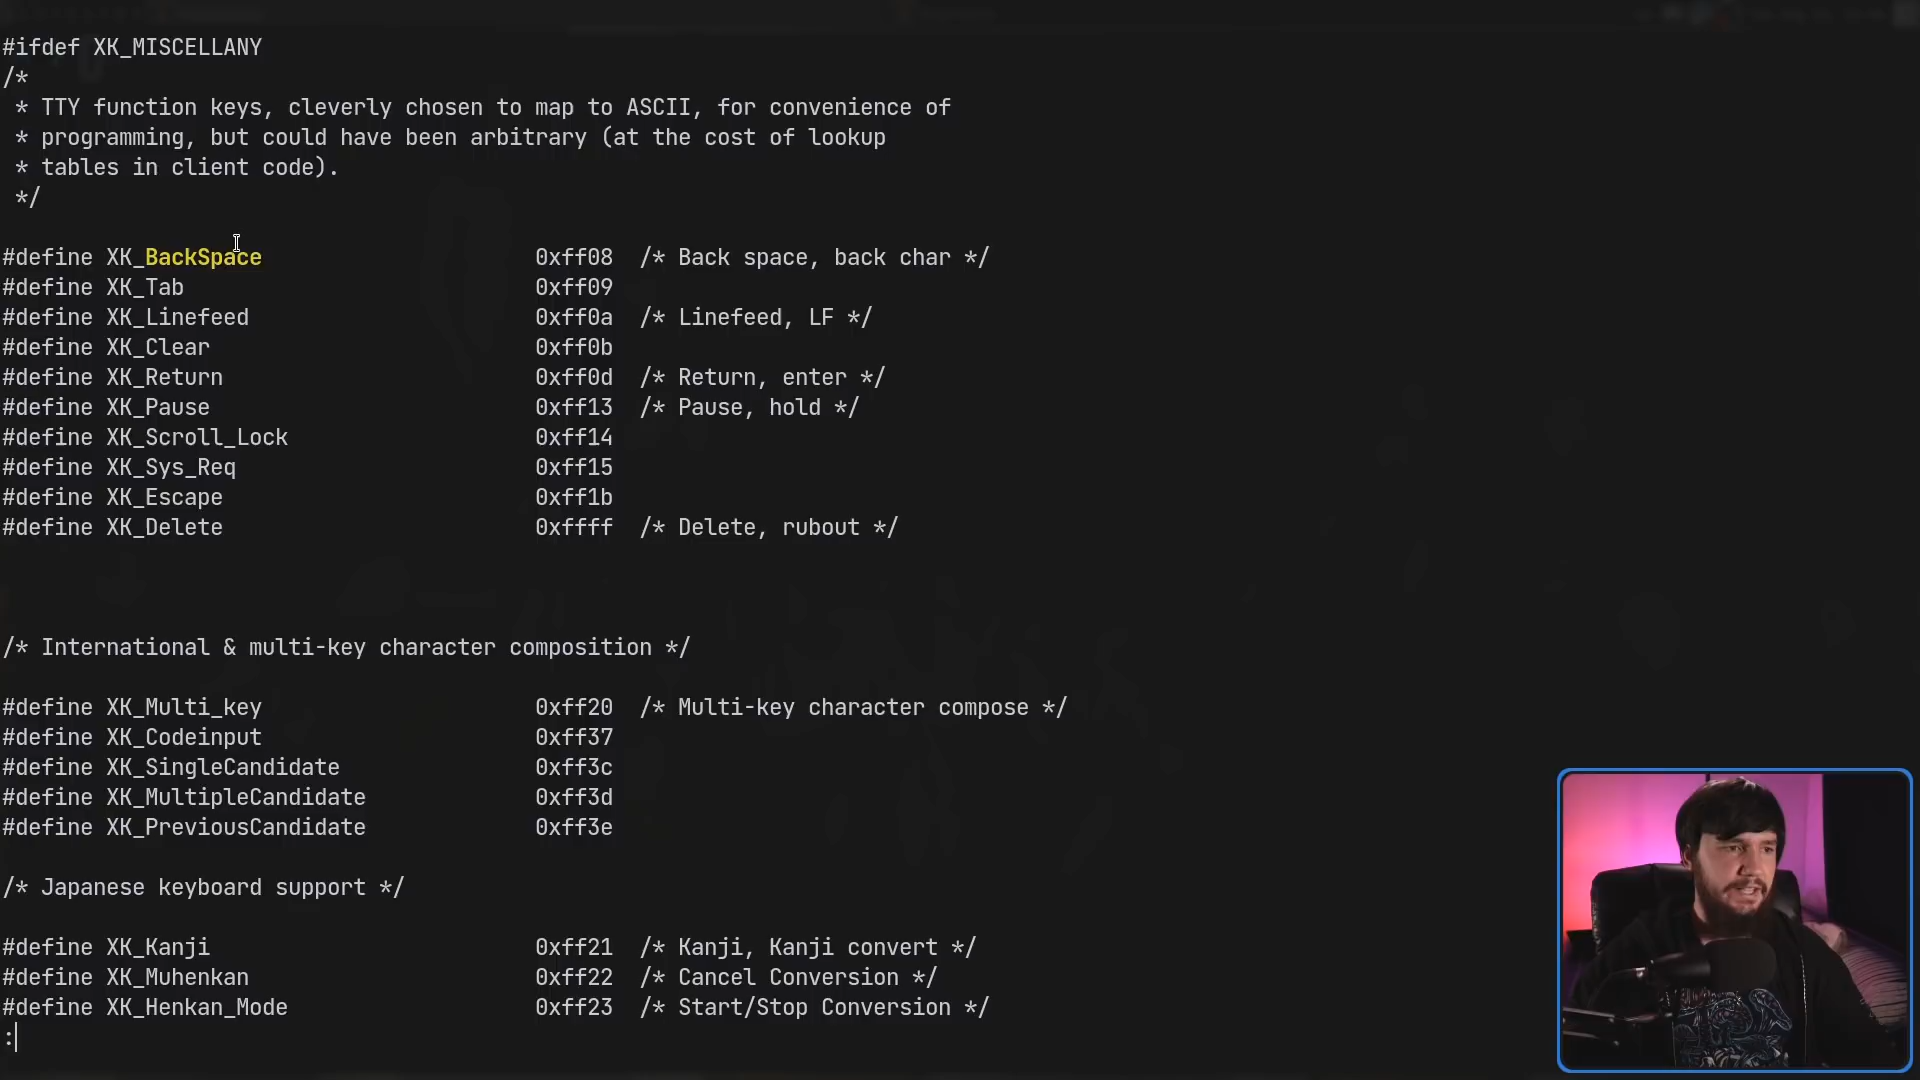 #ifdef XK_MISCELLANY
/*
 * TTY function keys, cleverly chosen to map to ASCII, for convenience of
 * programming, but could have been arbitrary (at the cost of lookup
 * tables in client code).
 */
#define XK_BackSpace 0xff08 /* Back space, back char */
#define XK_Tab 0xff09
#define XK_Linefeed 0xff0a /* Linefeed, LF */
#define XK_Clear 0xff0b
#define XK_Return 0xff0d /* Return, enter */
#define XK_Pause 0xff13 /* Pause, hold */
#define XK_Scroll_Lock 0xff14
#define XK_Sys_Req 0xff15
#define XK_Escape 0xff1b
#define XK_Delete 0xffff /* Delete, rubout */
/* International & multi-key character composition */
#define XK_Multi_key 0xff20 /* Multi-key character compose */
#define XK_Codeinput 0xff37
#define XK_SingleCandidate 0xff3c
#define XK_MultipleCandidate 0xff3d
#define XK_PreviousCandidate 0xff3e
/* Japanese keyboard support */
#define XK_Kanji 0xff21 /* Kanji, Kanji convert */
#define XK_Muhenkan 0xff22 /* Cancel Conversion */
#define XK_Henkan_Mode 0xff23 /* Start/Stop Conversion */
: